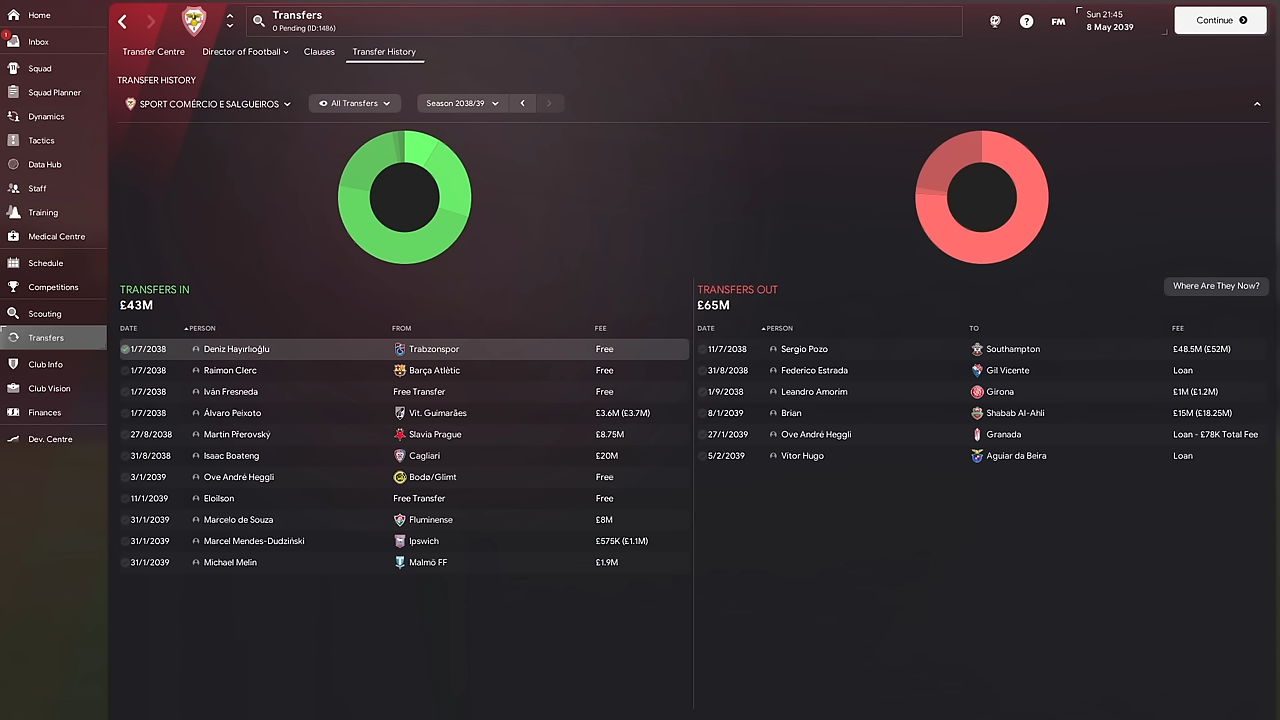 Home
1
Inbox
Squad
Squad Planner
Dynamics
Tactics
Data Hub
Staff
Training
Medical Centre
Schedule
Competitions
Scouting
Transfers
Club Info
Club Vision
Finances
Dev. Centre
Transfers
0 Pending (ID:1486)
?
FM
Sun 21:45
8 May 2039
Continue
Transfer Centre
Director of Football
Clauses
Transfer History
TRANSFER HISTORY
SPORT COMÉRCIO E SALGUEIROS
All Transfers
Season 2038/39
TRANSFERS IN
£43M
DATE PERSON FROM FEE
1/7/2038 Deniz Hayırlıoğlu Trabzonspor Free
1/7/2038 Raimon Clerc Barça Atlètic Free
1/7/2038 Iván Fresneda Free Transfer Free
1/7/2038 Álvaro Peixoto Vit. Guimarães £3.6M (£3.7M)
27/8/2038 Martin Přerovský Slavia Prague £8.75M
31/8/2038 Isaac Boateng Cagliari £20M
3/1/2039 Ove André Heggli Bodø/Glimt Free
11/1/2039 Eloilson Free Transfer Free
31/1/2039 Marcelo de Souza Fluminense £8M
31/1/2039 Marcel Mendes-Dudziński Ipswich £575K (£1.1M)
31/1/2039 Michael Melin Malmö FF £1.9M
TRANSFERS OUT
£65M
Where Are They Now?
DATE PERSON TO FEE
11/7/2038 Sergio Pozo Southampton £48.5M (£52M)
31/8/2038 Federico Estrada Gil Vicente Loan
1/9/2038 Leandro Amorim Girona £1M (£1.2M)
8/1/2039 Brian Shabab Al-Ahli £15M (£18.25M)
27/1/2039 Ove André Heggli Granada Loan - £78K Total Fee
5/2/2039 Vítor Hugo Aguiar da Beira Loan